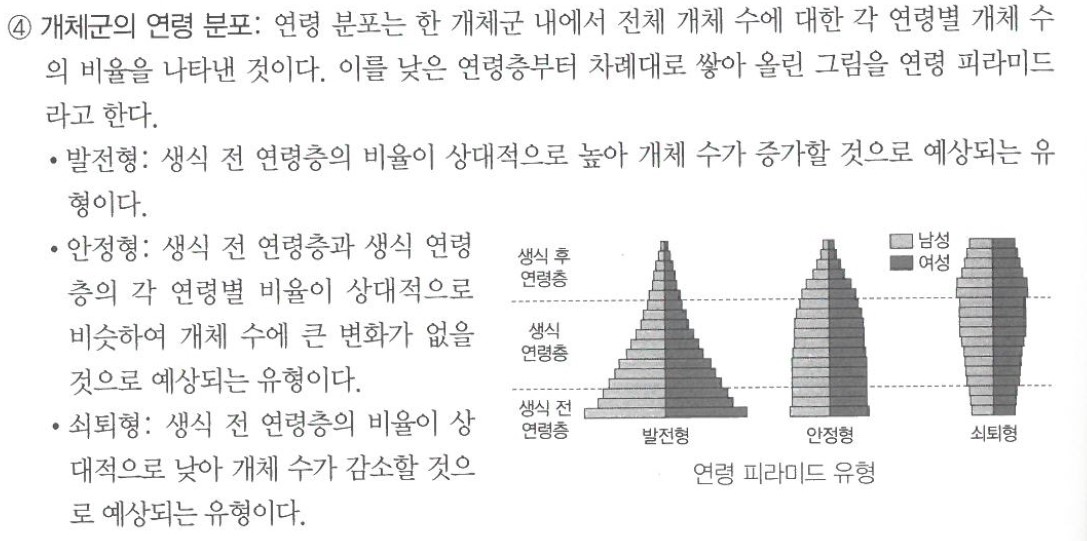 ④ 개체군의 연령 분포: 연령 분포는 한 개체군 내에서 전체 개체 수에 대한 각 연령별 개체 수
의 비율을 나타낸 것이다. 이를 낮은 연령층부터 차례대로 쌓아 올린 그림을 연령 피라미드
라고 한다.
• 발전형: 생식 전 연령층의 비율이 상대적으로 높아 개체 수가 증가할 것으로 예상되는 유
형이다.
• 안정형: 생식 전 연령층과 생식 연령
층의 각 연령별 비율이 상대적으로
비슷하여 개체 수에 큰 변화가 없을
것으로 예상되는 유형이다.
• 쇠퇴형: 생식 전 연령층의 비율이 상
대적으로 낮아 개체 수가 감소할 것으
로 예상되는 유형이다.
생식 후
연령층
생식
연령층
생식 전
연령층
남성
여성
발전형
안정형
쇠퇴형
연령 피라미드 유형